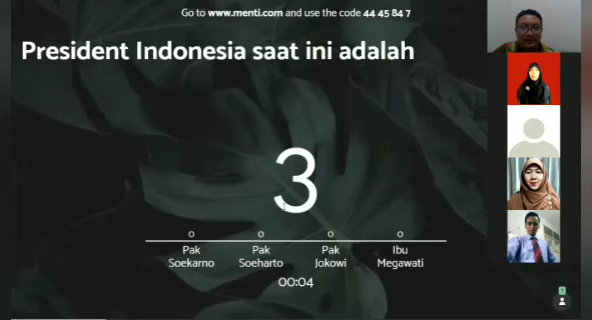 Go to www.menti.com and use the code 44 45 84 7
President Indonesia saat ini adalah
3
0 0 0 0
Pak Pak Pak Ibu
Soekarno Soeharto Jokowi Megawati
00:04
1